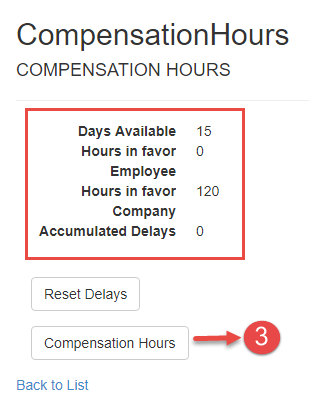 CompensationHours
COMPENSATION HOURS
Days Available 15
Hours in favor 0
Employee
Hours in favor 120
Company
Accumulated Delays 0
Reset Delays
Compensation Hours 3
Back to List